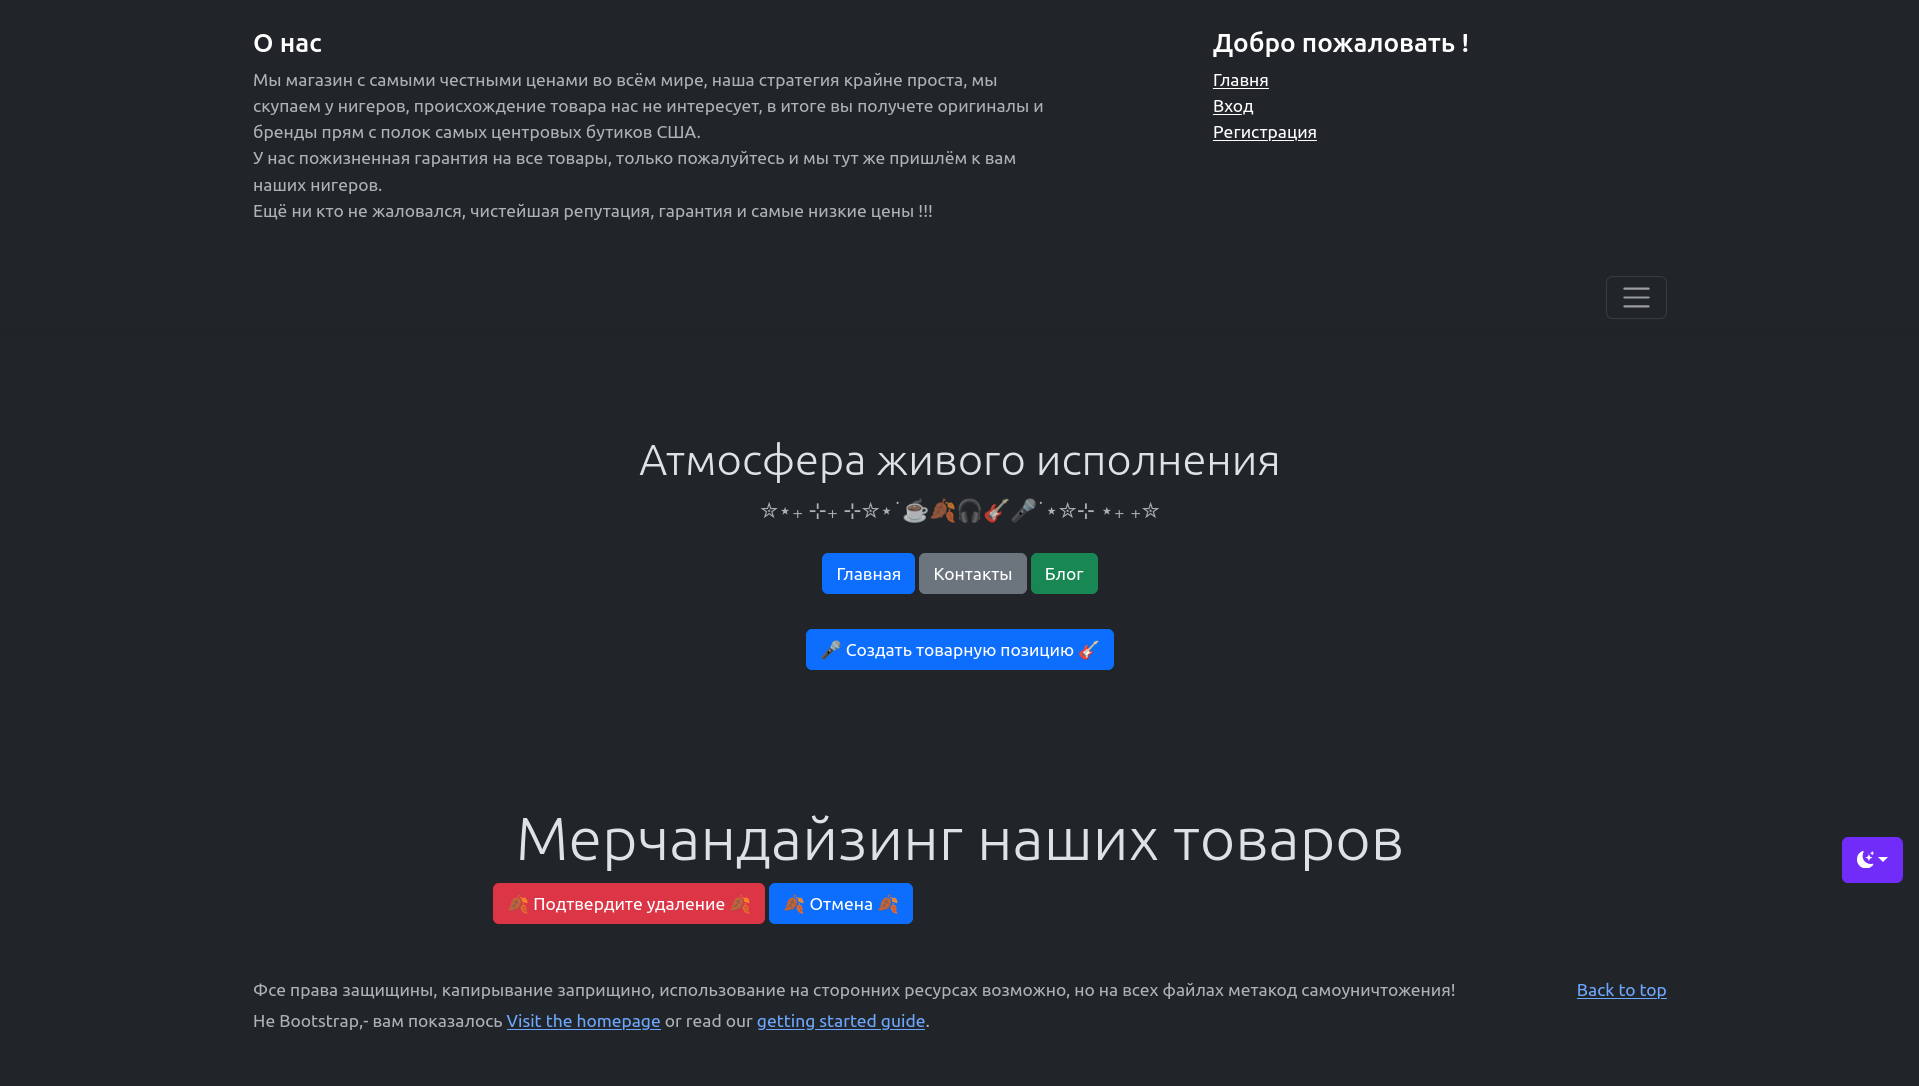 О нас
Мы магазин с самыми честными ценами во всём мире, наша стратегия крайне проста, мы
скупаем у нигеров, происхождение товара нас не интересует, в итоге вы получете оригиналы и
бренды прям с полок самых центровых бутиков США.
У нас пожизненная гарантия на все товары, только пожалуйтесь и мы тут же пришлём к вам
наших нигеров.
Ещё ни кто не жаловался, чистейшая репутация, гарантия и самые низкие цены !!!
Добро пожаловать !
Главня
Вход
Регистрация
Атмосфера живого исполнения
✮⋆₊ ⊹₊ ⊹✮⋆˙☕🍂🎧🎸🎤˙⋆✮⊹ ⋆₊ ₊✮
Главная Контакты Блог
🎤 Создать товарную позицию 🎸
Мерчандайзинг наших товаров
🍂 Подтвердите удаление 🍂 🍂 Отмена 🍂
Фсе права защищины, капирывание заприщино, использование на сторонних ресурсах возможно, но на всех файлах метакод самоуничтожения! Back to top
Не Bootstrap,- вам показалось Visit the homepage or read our getting started guide.